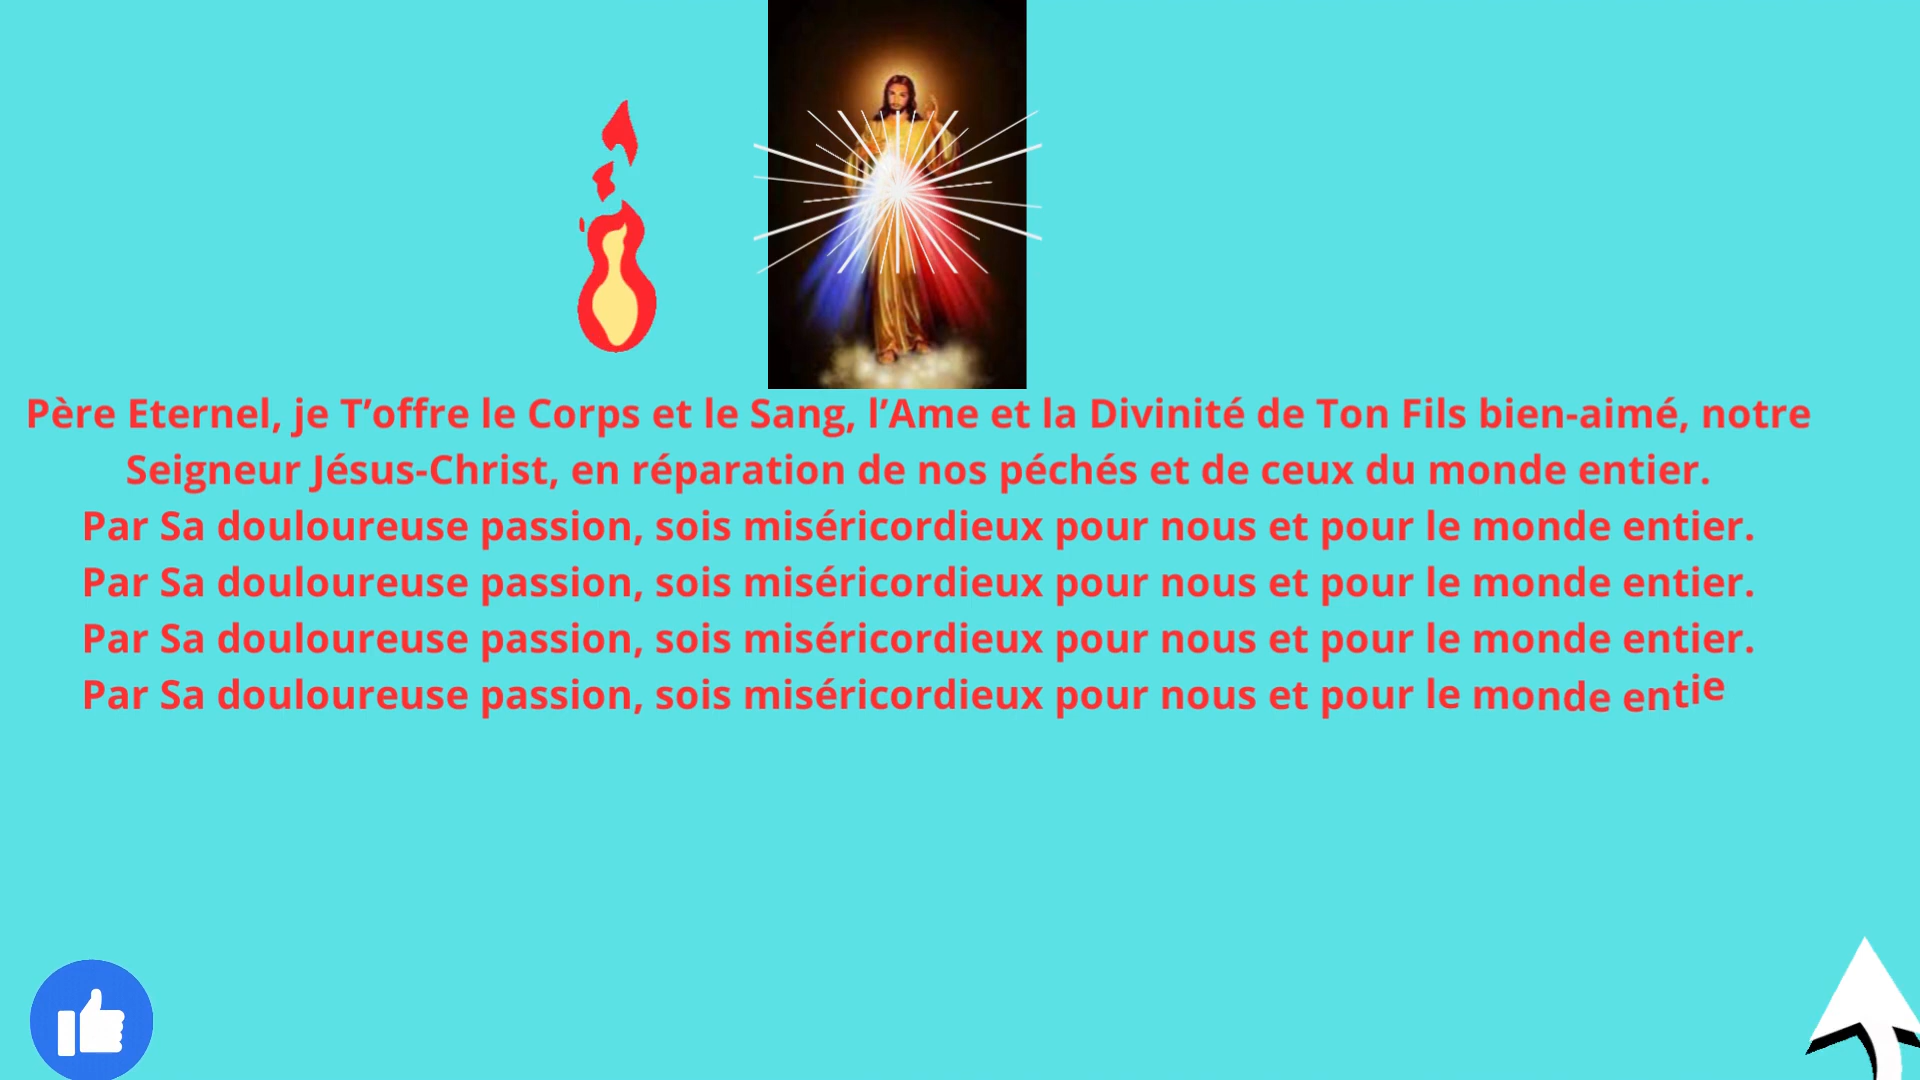 Père Eternel, je T’offre le Corps et le Sang, l’Ame et la Divinité de Ton Fils bien-aimé, notre
Seigneur Jésus-Christ, en réparation de nos péchés et de ceux du monde entier.
Par Sa douloureuse passion, sois miséricordieux pour nous et pour le monde entier.
Par Sa douloureuse passion, sois miséricordieux pour nous et pour le monde entier.
Par Sa douloureuse passion, sois miséricordieux pour nous et pour le monde entier.
Par Sa douloureuse passion, sois miséricordieux pour nous et pour le monde entie